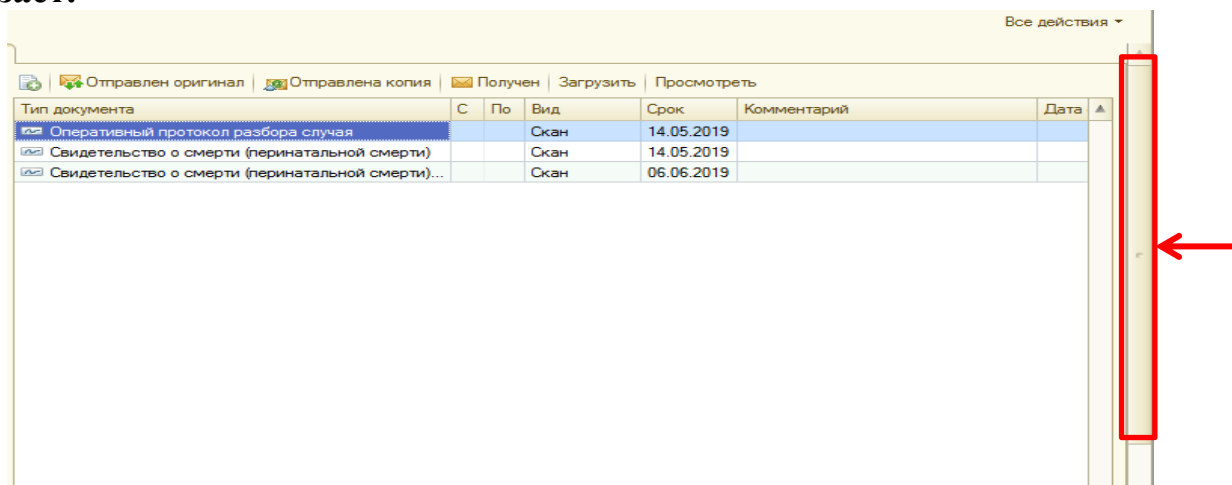 Все действия
Отправлен оригинал Отправлена копия Получен Загрузить Просмотреть
Тип документа С По Вид Срок Комментарий Дата
Оперативный протокол разбора случая Скан 14.05.2019
Свидетельство о смерти (перинатальной смерти) Скан 14.05.2019
Свидетельство о смерти (перинатальной смерти)... Скан 06.06.2019